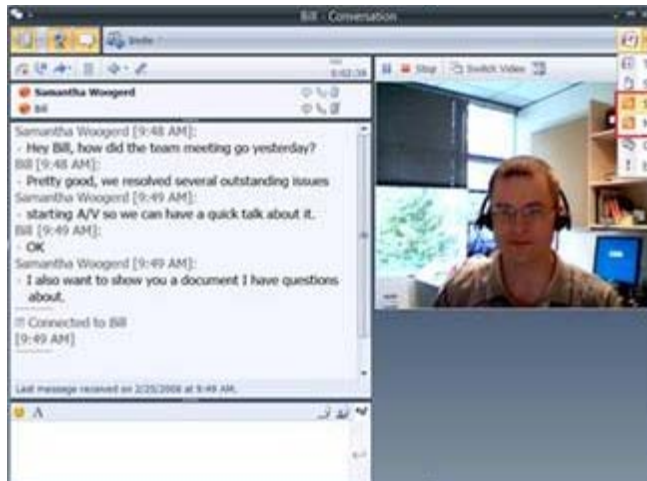 Bill - Conversation
Invite
0:02:38
Stop Switch Video
Samantha Woogerd
Bill
Samantha Woogerd [9:48 AM]:
- Hey Bill, how did the team meeting go yesterday?
Bill [9:48 AM]:
- Pretty good, we resolved several outstanding issues
Samantha Woogerd [9:49 AM]:
- starting A/V so we can have a quick talk about it.
Bill [9:49 AM]:
- OK
Samantha Woogerd [9:49 AM]:
- I also want to show you a document I have questions
about.
Connected to Bill
[9:49 AM]
Last message received on 2/25/2008 at 9:49 AM.
A